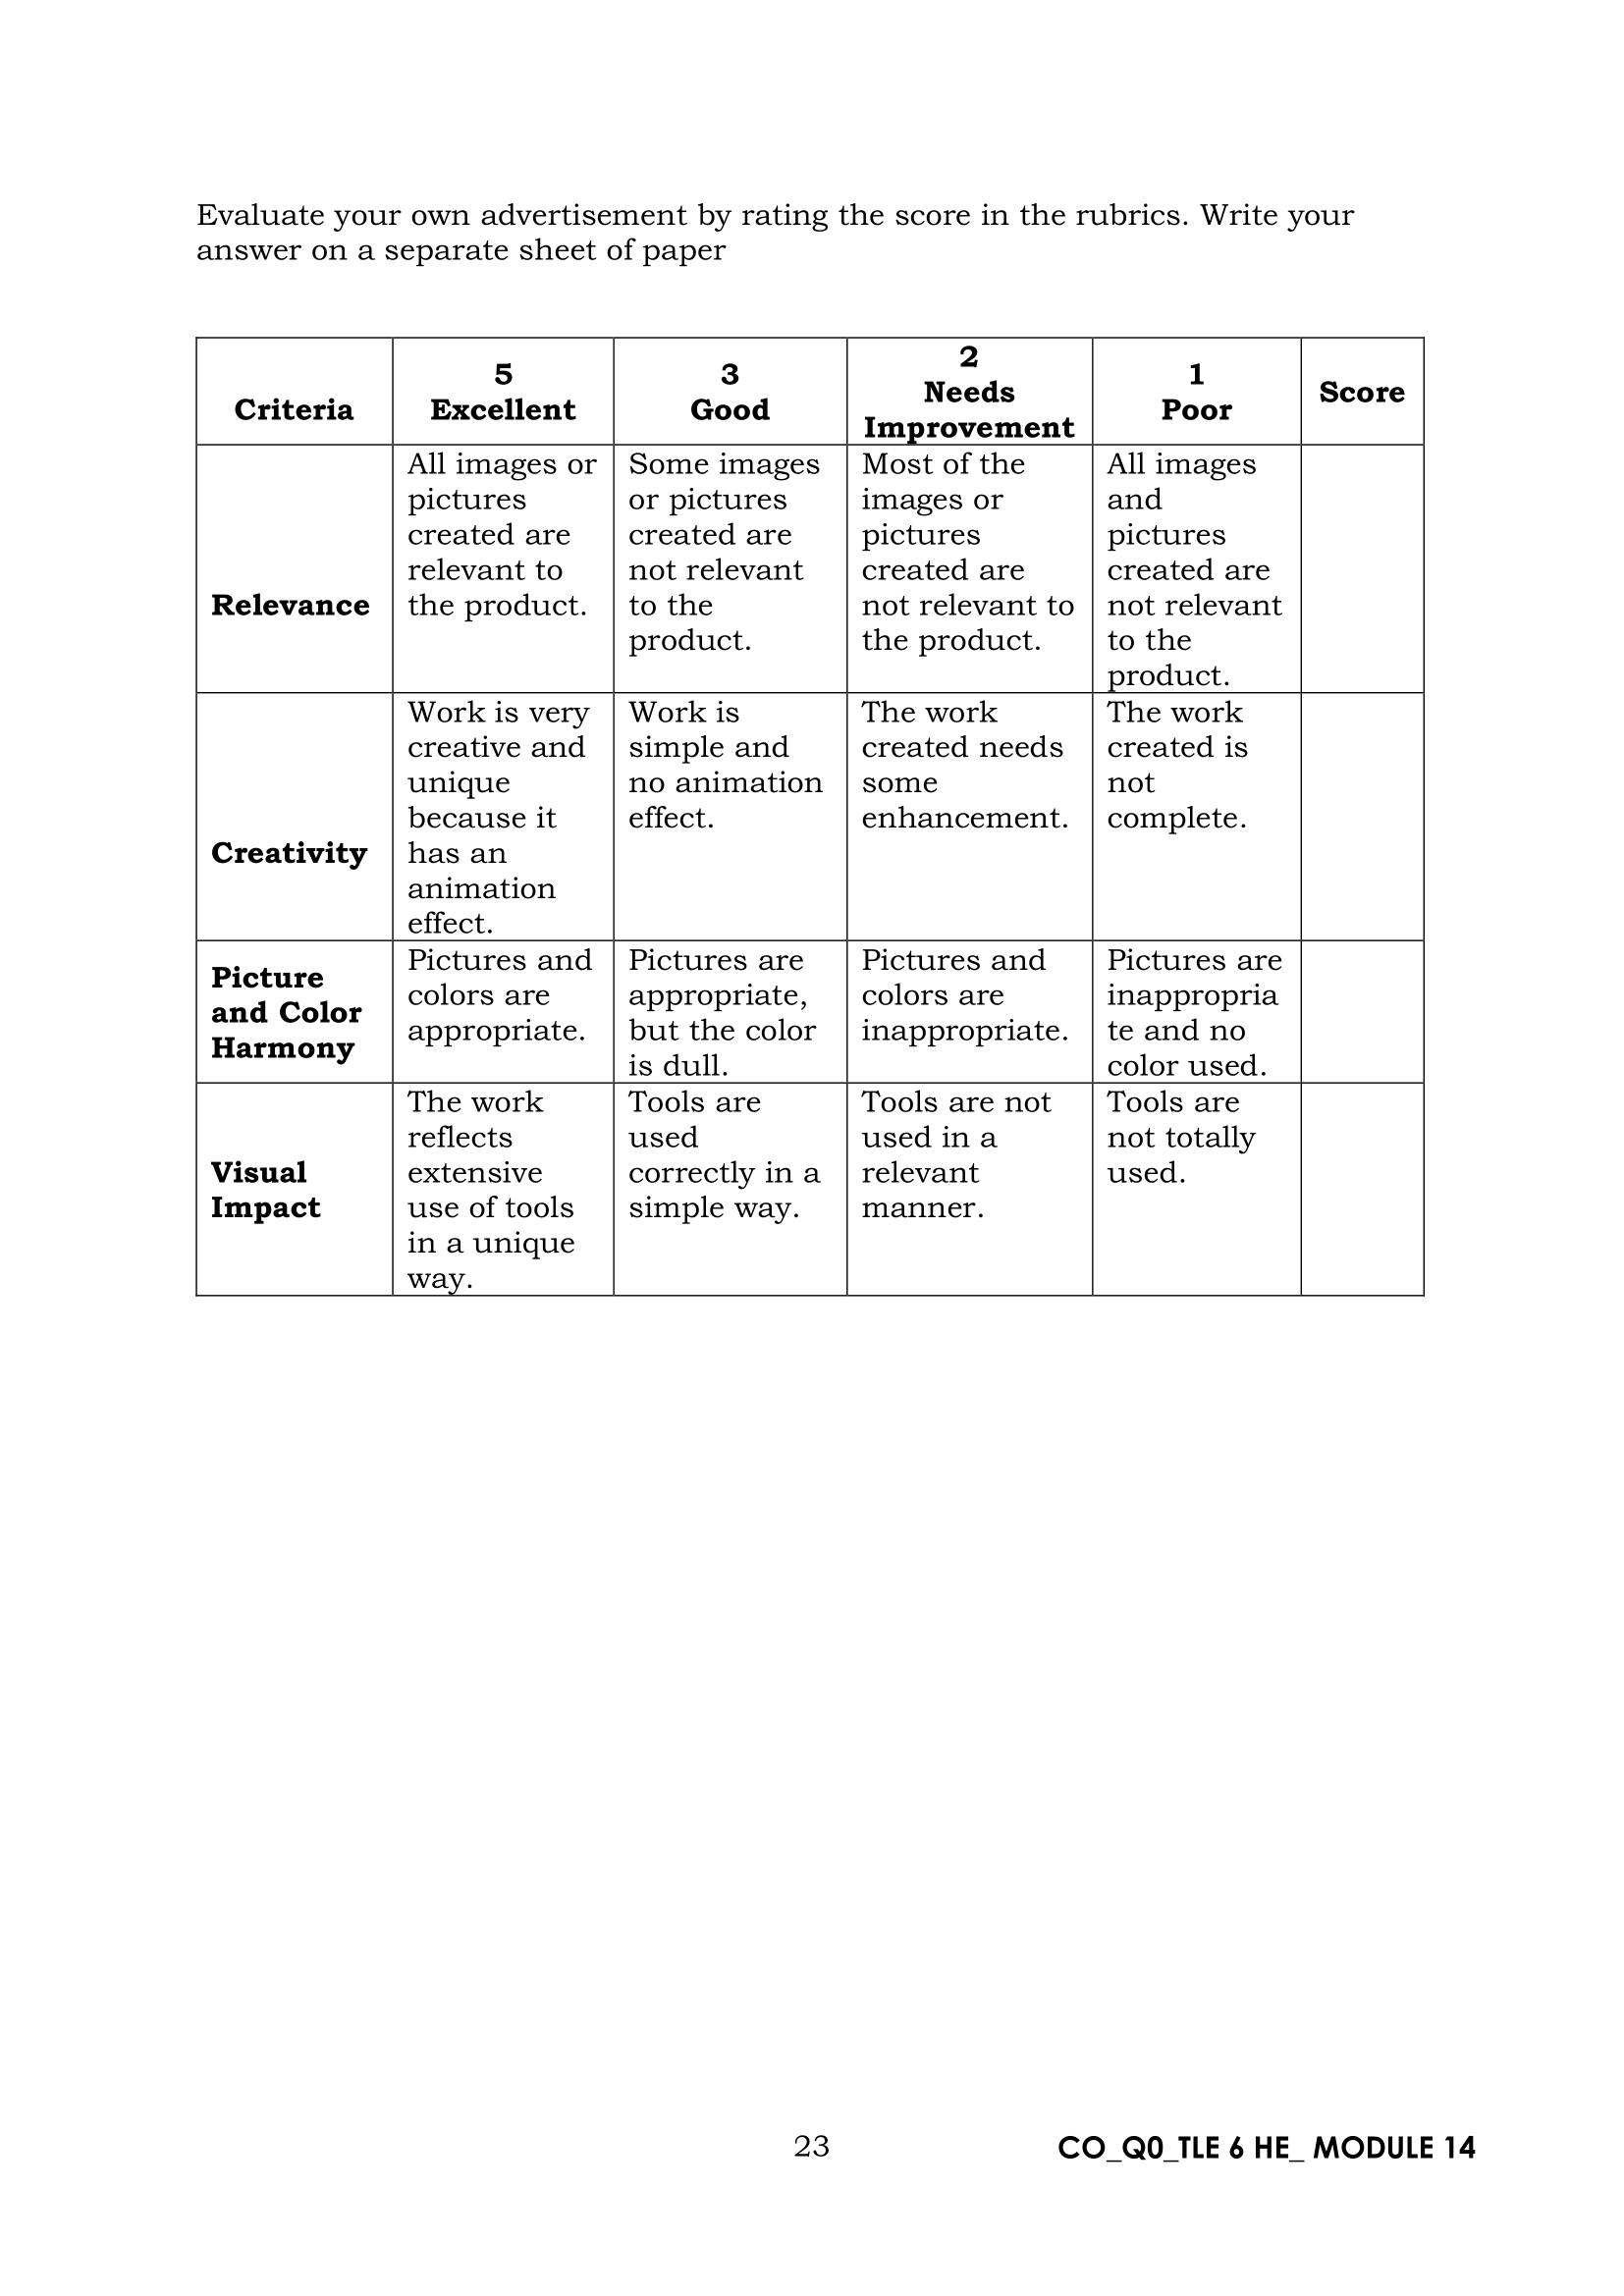 Evaluate your own advertisement by rating the score in the rubrics. Write your
answer on a separate sheet of paper
Criteria
5
Excellent
3
Good
2
Needs
Improvement
1
Poor
Score
Relevance
All images or
pictures
created are
relevant to
the product.
Some images
or pictures
created are
not relevant
to the
product.
Most of the
images or
pictures
created are
not relevant to
the product.
All images
and
pictures
created are
not relevant
to the
product.
Creativity
Work is very
creative and
unique
because it
has an
animation
effect.
Work is
simple and
no animation
effect.
The work
created needs
some
enhancement.
The work
created is
not
complete.
Picture
and Color
Harmony
Pictures and
colors are
appropriate.
Pictures are
appropriate,
but the color
is dull.
Pictures and
colors are
inappropriate.
Pictures are
inappropria
te and no
color used.
Visual
Impact
The work
reflects
extensive
use of tools
in a unique
way.
Tools are
used
correctly in a
simple way.
Tools are not
used in a
relevant
manner.
Tools are
not totally
used.
23
CO_Q0_TLE 6 HE_ MODULE 14